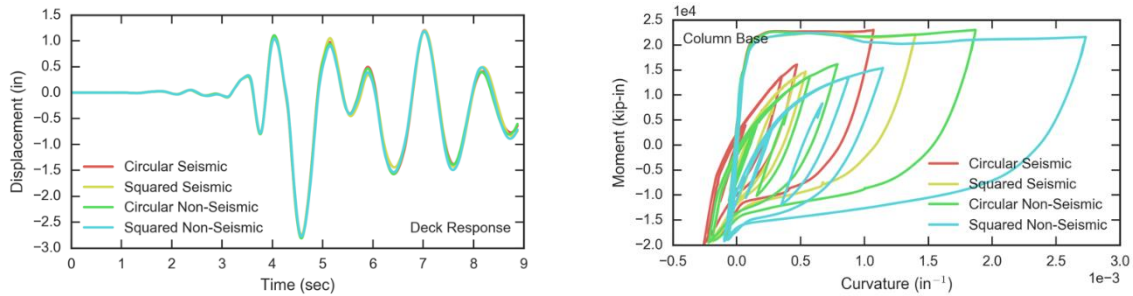 1.5
1.0
0.5
0.0
−0.5
−1.0
−1.5
−2.0
−2.5
−3.0
Displacement (in)
Circular Seismic
Squared Seismic
Circular Non-Seismic
Squared Non-Seismic
Deck Response
0 1 2 3 4 5 6 7 8 9
Time (sec)
1e4
2.5
2.0
1.5
1.0
0.5
0.0
−0.5
−1.0
−1.5
−2.0
Moment (kip-in)
Column Base
Circular Seismic
Squared Seismic
Circular Non-Seismic
Squared Non-Seismic
−0.5 0.0 0.5 1.0 1.5 2.0 2.5 3.0
1e−3
Curvature (in⁻¹)